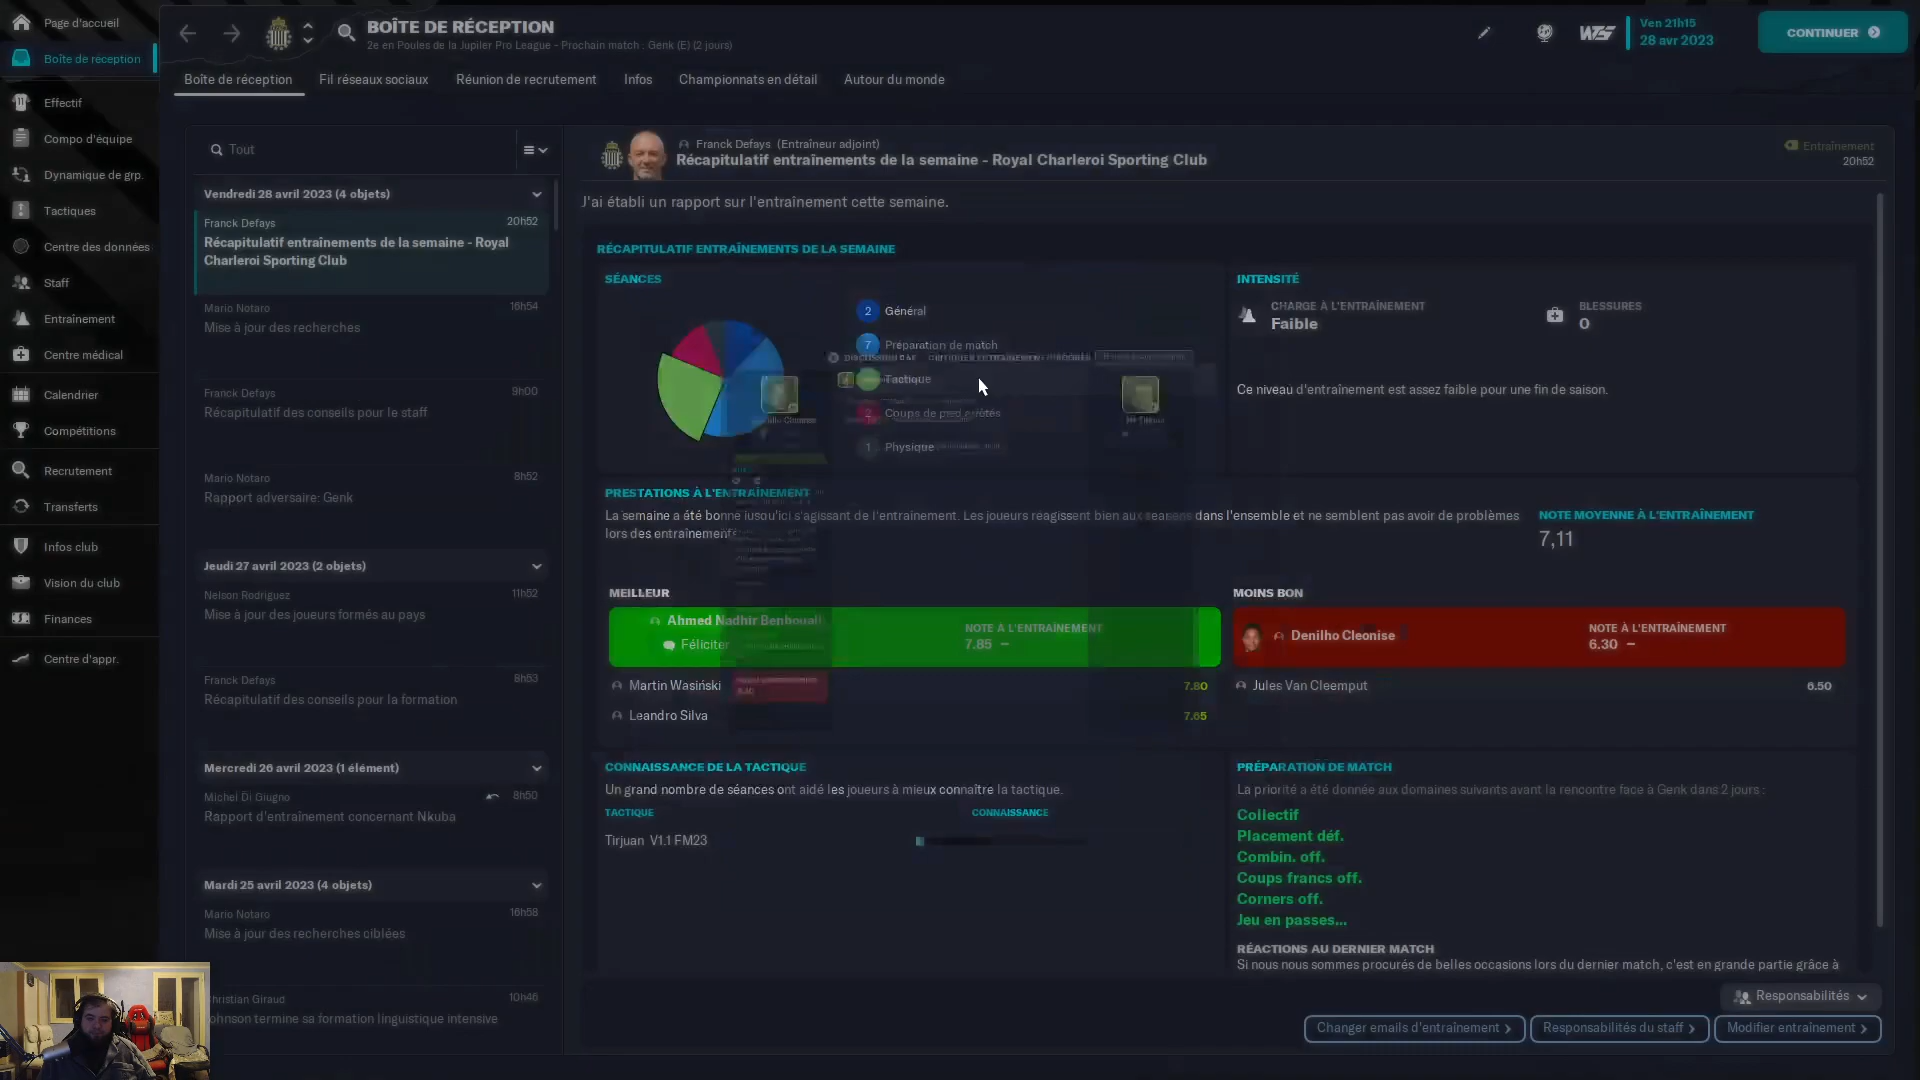 Page d'accueil
Boîte de réception
Effectif
Compo d'équipe
Dynamique de grp.
Tactiques
Centre des données
Staff
Entraînement
Centre médical
Calendrier
Compétitions
Recrutement
Transferts
Infos club
Vision du club
Finances
Centre d'appr.
BOÎTE DE RÉCEPTION
2e en Poules de la Jupiler Pro League - Prochain match : Genk (E) (2 jours)
Ven 21h15
28 avr 2023
CONTINUER
Boîte de réception
Fil réseaux sociaux
Réunion de recrutement
Infos
Championnats en détail
Autour du monde
Tout
Vendredi 28 avril 2023 (4 objets)
Franck Defays 20h52
Récapitulatif entraînements de la semaine - Royal
Charleroi Sporting Club
Mario Notaro 16h54
Mise à jour des recherches
Franck Defays 9h00
Récapitulatif des conseils pour le staff
Mario Notaro 8h52
Rapport adversaire: Genk
Jeudi 27 avril 2023 (2 objets)
Nelson Rodriguez 11h52
Mise à jour des joueurs formés au pays
Franck Defays 8h53
Récapitulatif des conseils pour la formation
Mercredi 26 avril 2023 (1 élément)
Michel Di Giugno 8h50
Rapport d'entraînement concernant Nkuba
Mardi 25 avril 2023 (4 objets)
Mario Notaro 16h58
Mise à jour des recherches ciblées
Christian Giraud 10h46
Johnson termine sa formation linguistique intensive
Franck Defays (Entraîneur adjoint)
Récapitulatif entraînements de la semaine - Royal Charleroi Sporting Club
Entraînement
20h52
J'ai établi un rapport sur l'entraînement cette semaine.
RÉCAPITULATIF ENTRAÎNEMENTS DE LA SEMAINE
SÉANCES
2 Général
7 Préparation de match
Tactique
2 Coups de pied arrêtés
1 Physique
INTENSITÉ
CHARGE À L'ENTRAÎNEMENT
Faible
BLESSURES
0
Ce niveau d'entraînement est assez faible pour une fin de saison.
PRESTATIONS À L'ENTRAÎNEMENT
La semaine a été bonne jusqu'ici s'agissant de l'entraînement. Les joueurs réagissent bien aux séances dans l'ensemble et ne semblent pas avoir de problèmes
lors des entraînements
NOTE MOYENNE À L'ENTRAÎNEMENT
7,11
MEILLEUR
Ahmed Nadhir Benbouali
Féliciter
NOTE À L'ENTRAÎNEMENT
7.85 –
Martin Wasiński 7.80
Leandro Silva 7.65
MOINS BON
Denilho Cleonise
NOTE À L'ENTRAÎNEMENT
6.30 –
Jules Van Cleemput 6.50
CONNAISSANCE DE LA TACTIQUE
Un grand nombre de séances ont aidé les joueurs à mieux connaître la tactique.
TACTIQUE CONNAISSANCE
Tirjuan V1.1 FM23
PRÉPARATION DE MATCH
La priorité a été donnée aux domaines suivants avant la rencontre face à Genk dans 2 jours :
Collectif
Placement déf.
Combin. off.
Coups francs off.
Corners off.
Jeu en passes...
RÉACTIONS AU DERNIER MATCH
Si nous nous sommes procurés de belles occasions lors du dernier match, c'est en grande partie grâce à
Responsabilités
Changer emails d'entraînement
Responsabilités du staff
Modifier entraînement